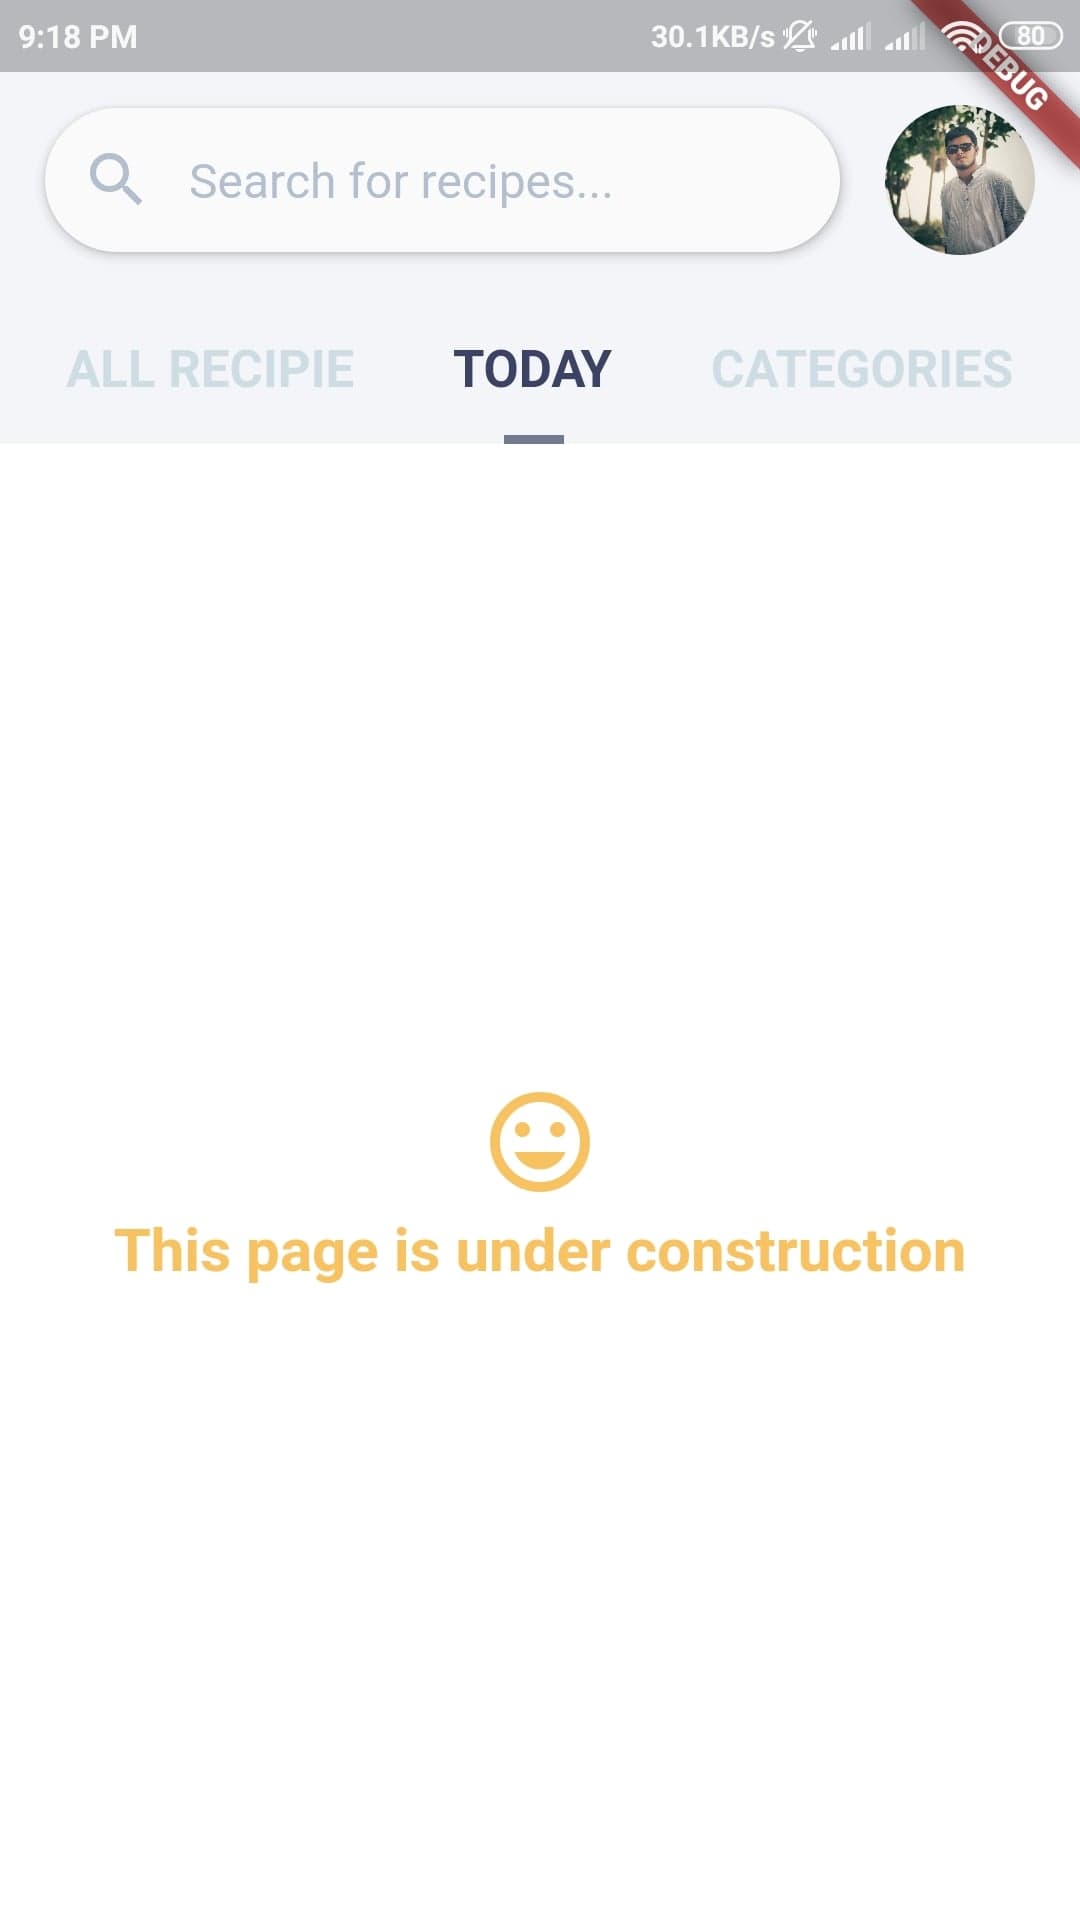 9:18 PM
30.1KB/s
80
DEBUG
Search for recipes...
ALL RECIPIE
TODAY
CATEGORIES
This page is under construction